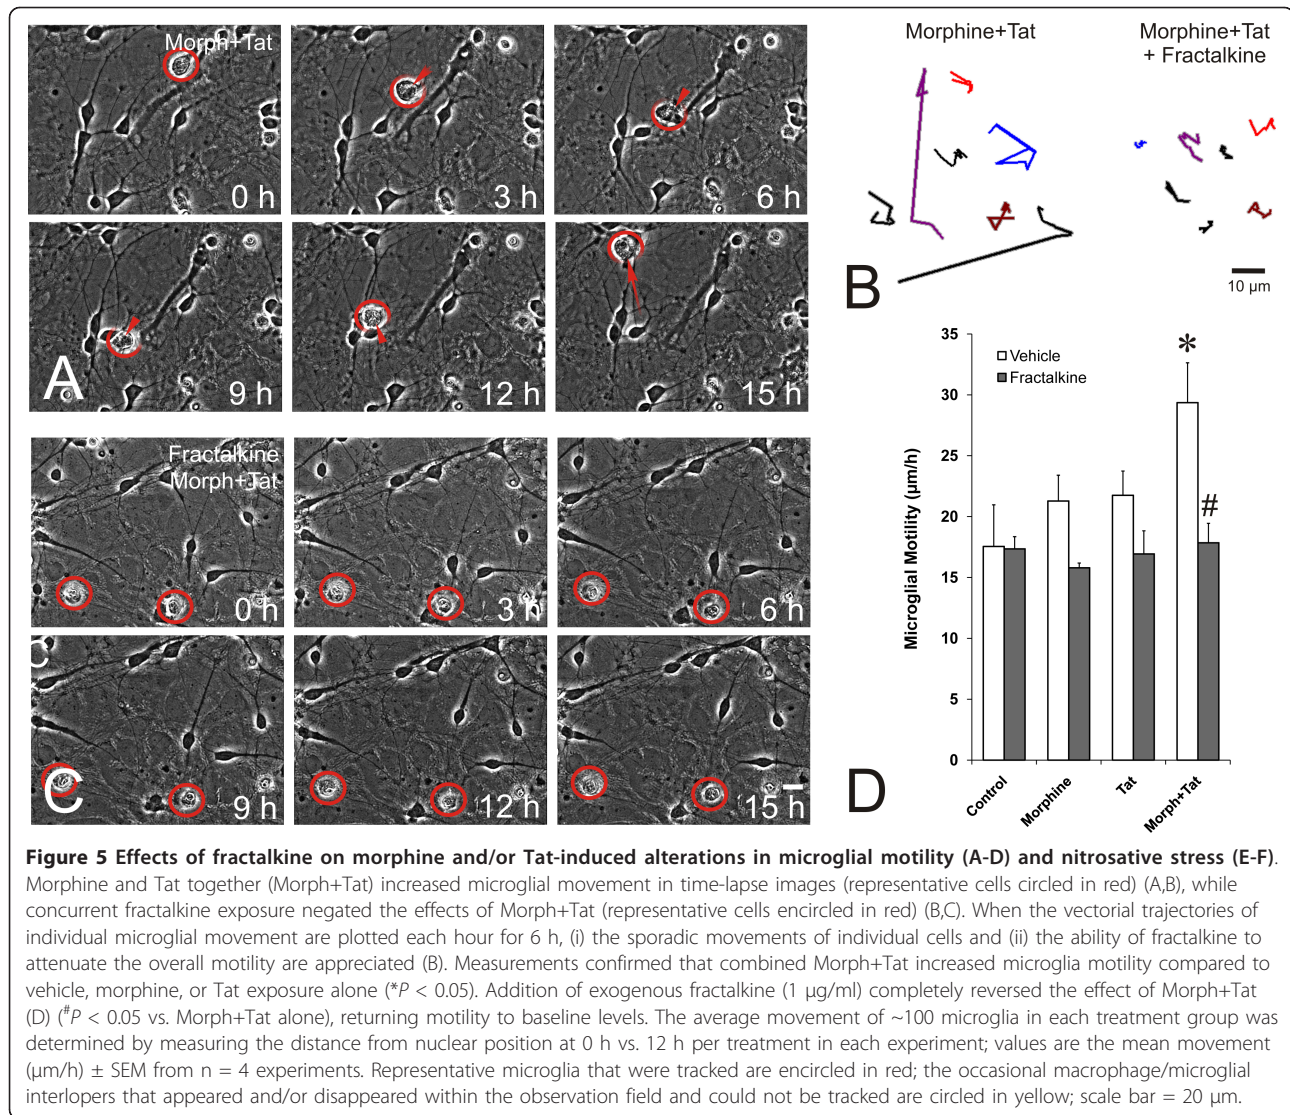 Morph+Tat
0 h
3 h
6 h
A
9 h
12 h
15 h
Morphine+Tat
Morphine+Tat
+ Fractalkine
B
10 µm
Fractalkine
Morph+Tat
0 h
3 h
6 h
C
C
9 h
12 h
15 h
35
30
25
20
15
10
5
0
Microglial Motility (µm/h)
Vehicle
Fractalkine
*
#
Control
Morphine
Tat
Morph+Tat
D
Figure 5 Effects of fractalkine on morphine and/or Tat-induced alterations in microglial motility (A-D) and nitrosative stress (E-F).
Morphine and Tat together (Morph+Tat) increased microglial movement in time-lapse images (representative cells circled in red) (A,B), while
concurrent fractalkine exposure negated the effects of Morph+Tat (representative cells encircled in red) (B,C). When the vectorial trajectories of
individual microglial movement are plotted each hour for 6 h, (i) the sporadic movements of individual cells and (ii) the ability of fractalkine to
attenuate the overall motility are appreciated (B). Measurements confirmed that combined Morph+Tat increased microglia motility compared to
vehicle, morphine, or Tat exposure alone (*P < 0.05). Addition of exogenous fractalkine (1 µg/ml) completely reversed the effect of Morph+Tat
(D) (#P < 0.05 vs. Morph+Tat alone), returning motility to baseline levels. The average movement of ~100 microglia in each treatment group was
determined by measuring the distance from nuclear position at 0 h vs. 12 h per treatment in each experiment; values are the mean movement
(µm/h) ± SEM from n = 4 experiments. Representative microglia that were tracked are encircled in red; the occasional macrophage/microglial
interlopers that appeared and/or disappeared within the observation field and could not be tracked are circled in yellow; scale bar = 20 µm.